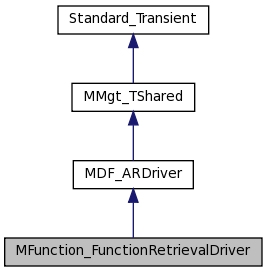 Standard_Transient
MMgt_TShared
MDF_ARDriver
MFunction_FunctionRetrievalDriver